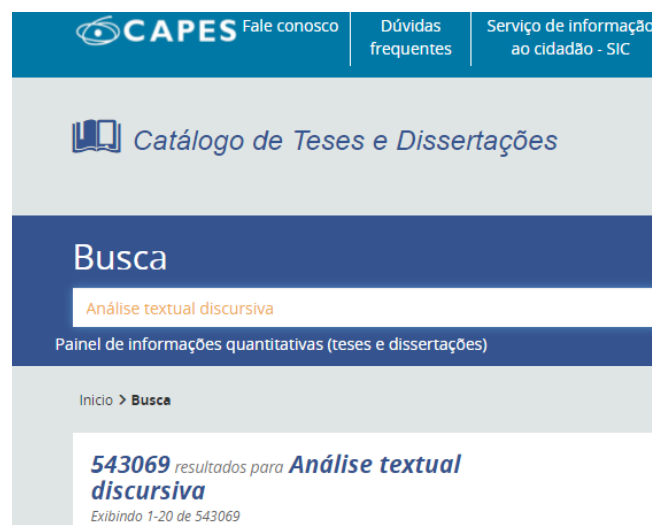 CAPES Fale conosco Dúvidas frequentes Serviço de informação ao cidadão - SIC
Catálogo de Teses e Dissertações
Busca
Análise textual discursiva
Painel de informações quantitativas (teses e dissertações)
Inicio > Busca
543069 resultados para Análise textual
discursiva
Exibindo 1-20 de 543069